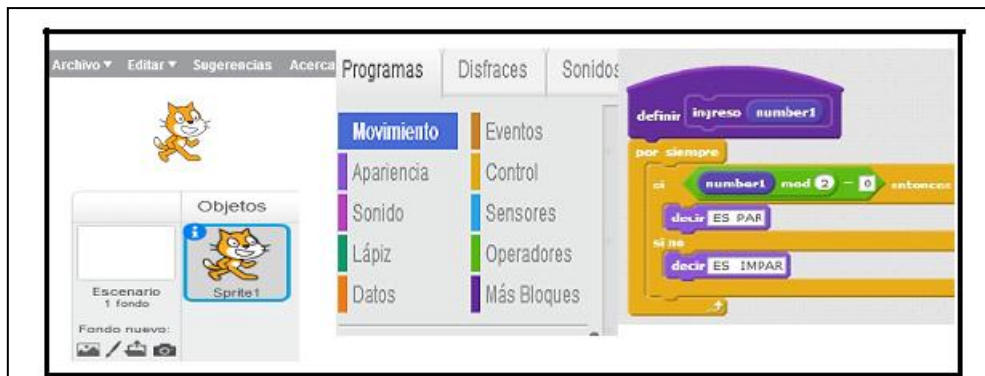 Archivo ▼ Editar ▼ Sugerencias Acerca
Objetos
Escenario
1 fondo
Sprite1
Fondo nuevo:
Programas Disfraces Sonidos
Movimiento Eventos
Apariencia Control
Sonido Sensores
Lápiz Operadores
Datos Más Bloques
definir ingreso number1
por siempre
si number1 mod 2 = 0 entonces
decir ES PAR
si no
decir ES IMPAR